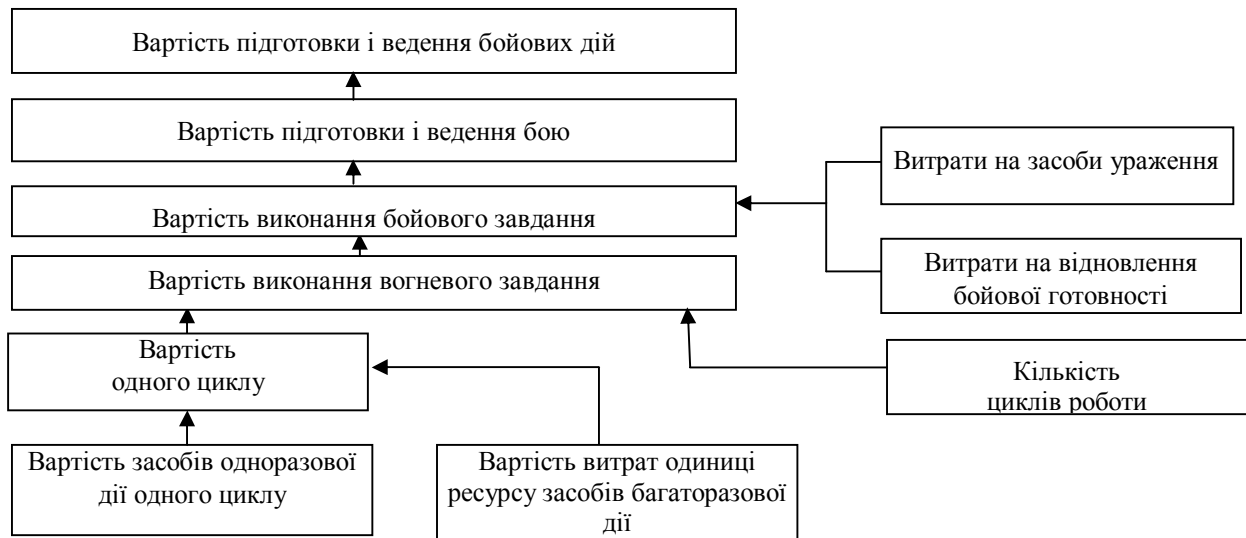 Вартість підготовки і ведення бойових дій
Вартість підготовки і ведення бою
Витрати на засоби ураження
Вартість виконання бойового завдання
Витрати на відновлення
бойової готовності
Вартість виконання вогневого завдання
Вартість
одного циклу
Кількість
циклів роботи
Вартість засобів одноразової
дії одного циклу
Вартість витрат одиниці
ресурсу засобів багаторазової
дії